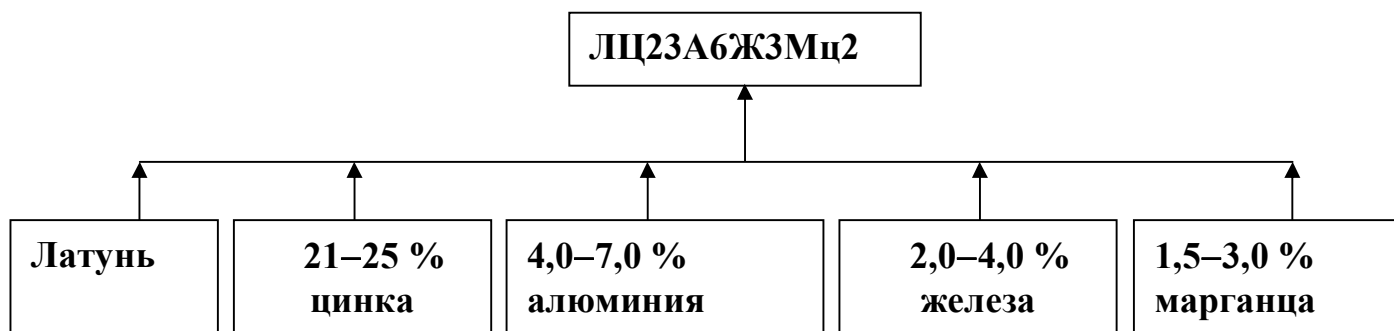 ЛЦ23А6Ж3Мц2
Латунь
21–25 %
цинка
4,0–7,0 %
алюминия
2,0–4,0 %
железа
1,5–3,0 %
марганца